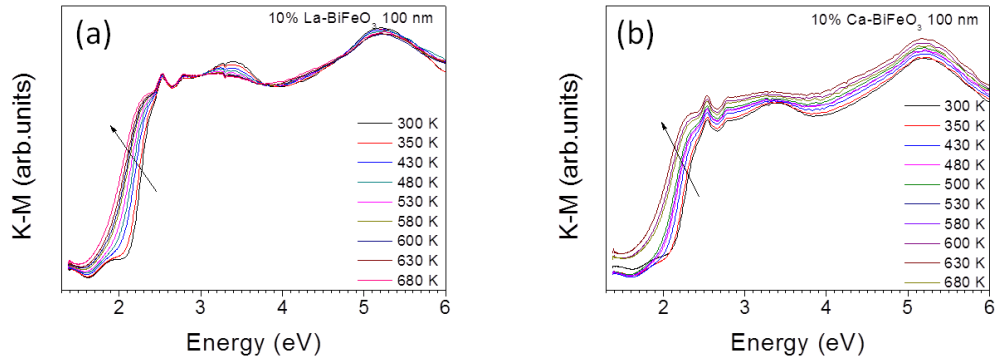 (a)
10% La-BiFeO3 100 nm
K-M (arb.units)
300 K
350 K
430 K
480 K
530 K
580 K
600 K
630 K
680 K
2 3 4 5 6
Energy (eV)
(b)
10% Ca-BiFeO3 100 nm
K-M (arb.units)
300 K
350 K
430 K
480 K
500 K
530 K
580 K
600 K
630 K
680 K
2 3 4 5 6
Energy (eV)